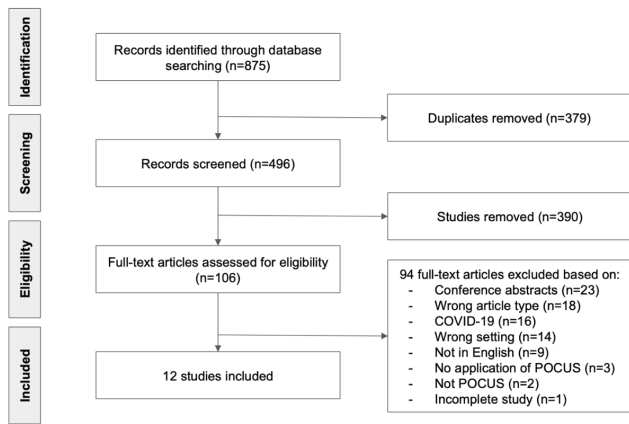 Identification
Records identified through database
searching (n=875)
Duplicates removed (n=379)
Screening
Records screened (n=496)
Studies removed (n=390)
Eligibility
Full-text articles assessed for eligibility
(n=106)
94 full-text articles excluded based on:
- Conference abstracts (n=23)
- Wrong article type (n=18)
- COVID-19 (n=16)
- Wrong setting (n=14)
- Not in English (n=9)
- No application of POCUS (n=3)
- Not POCUS (n=2)
- Incomplete study (n=1)
Included
12 studies included